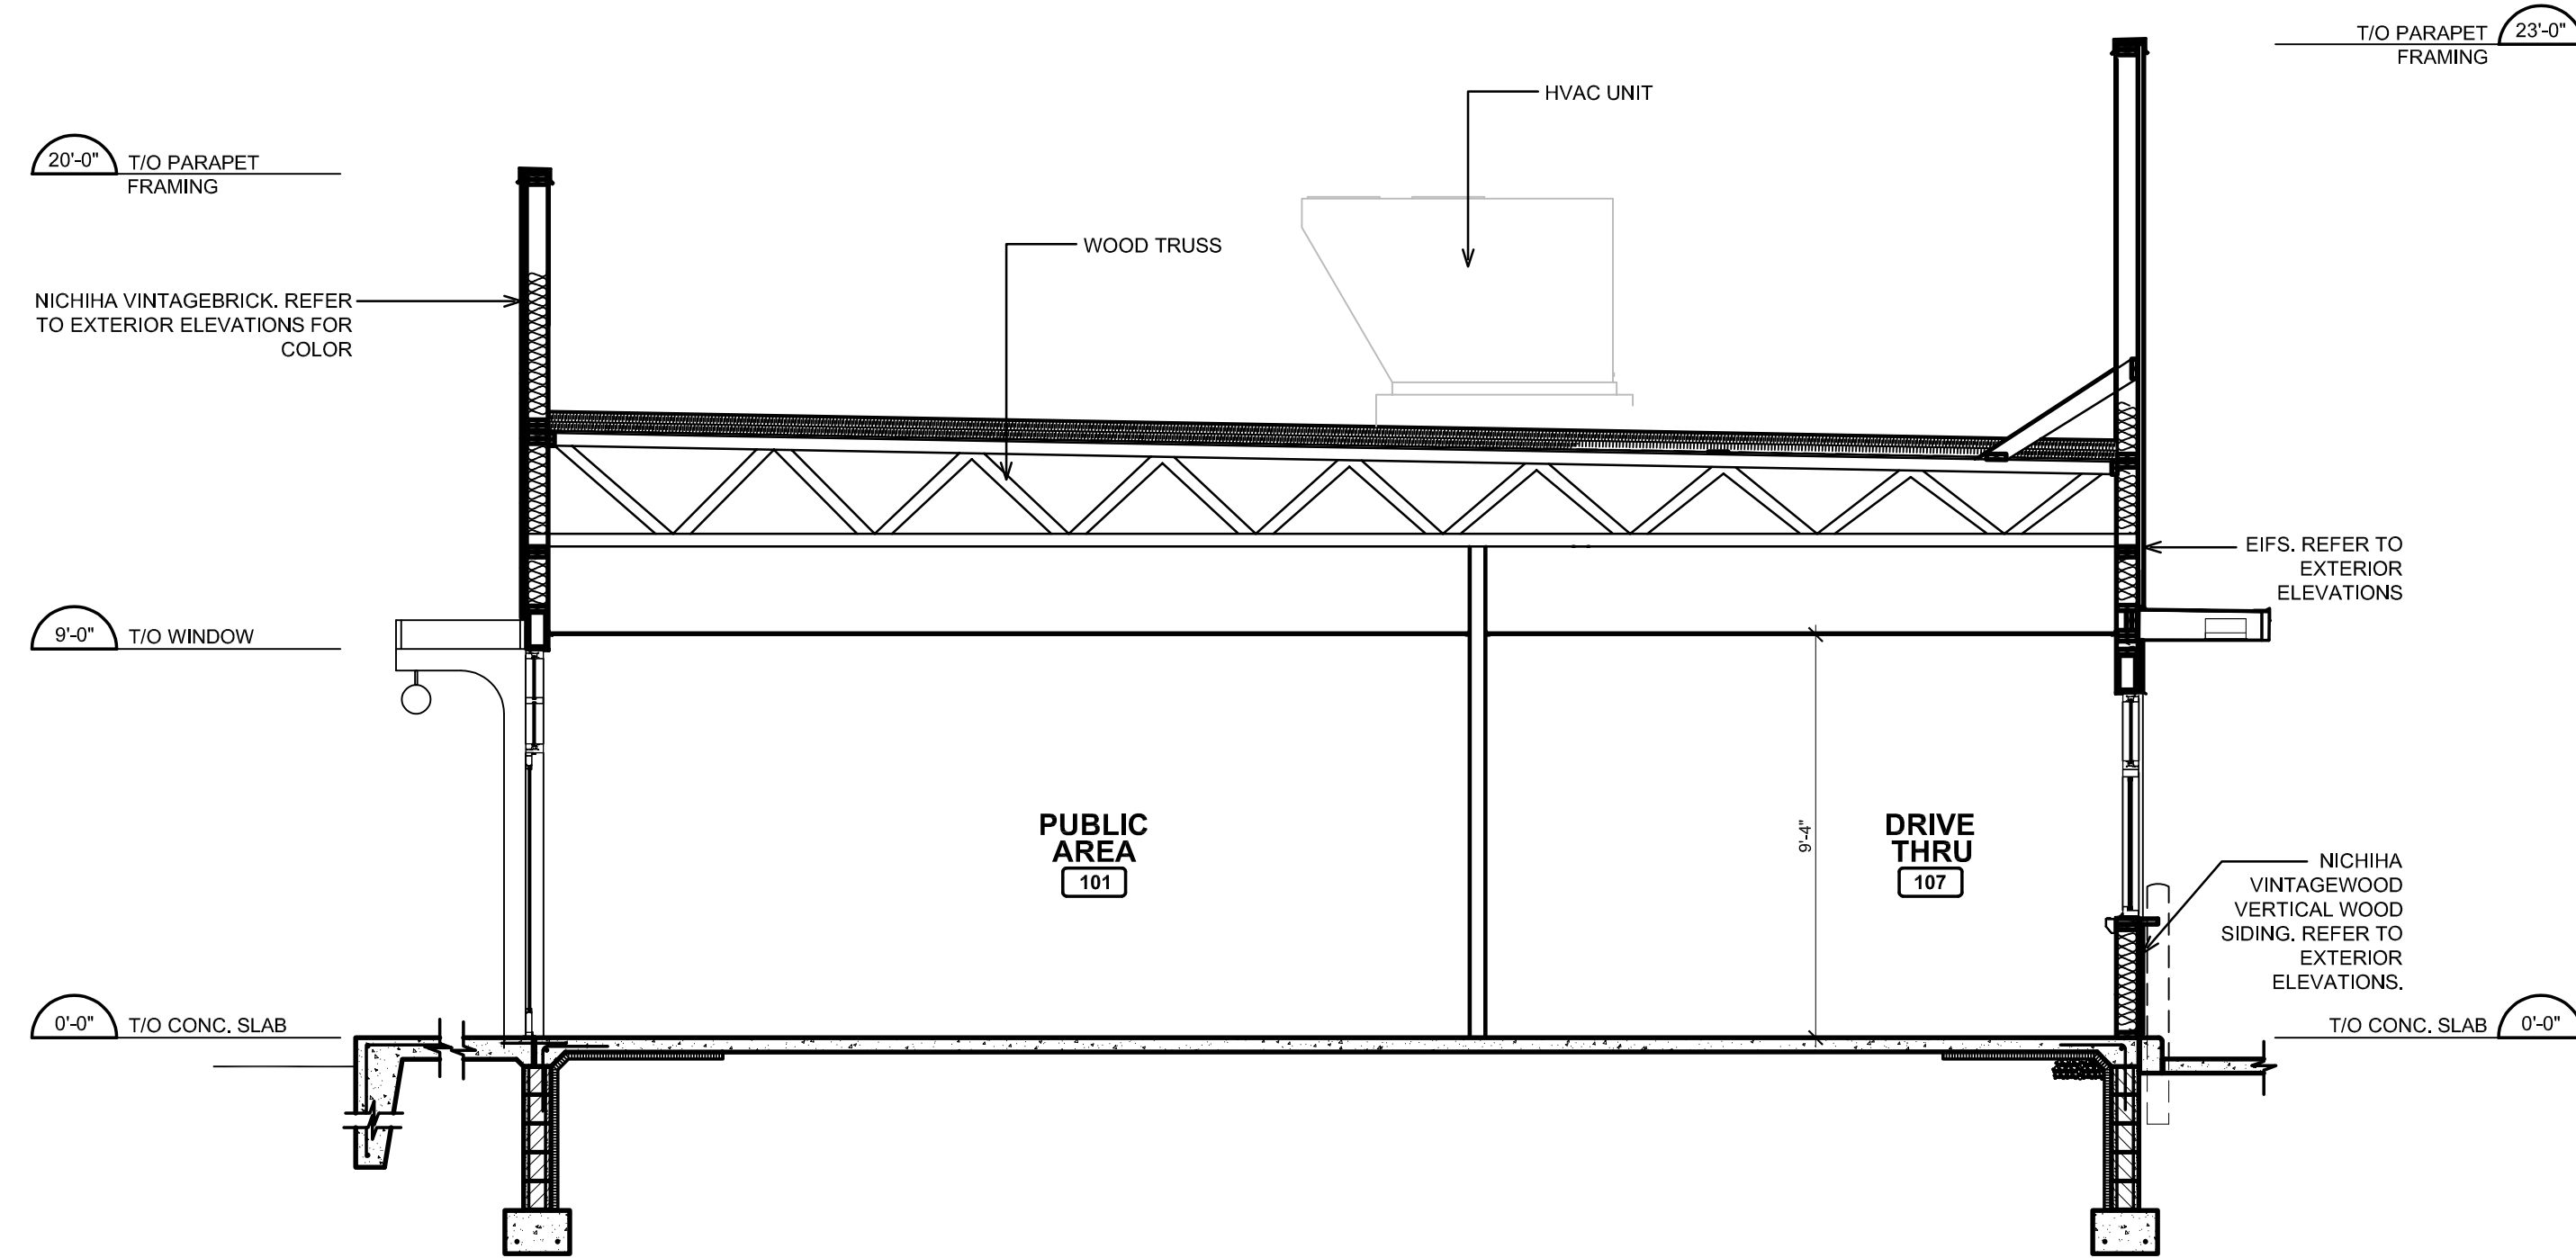 T/O PARAPET
FRAMING
23'-0"
HVAC UNIT
20'-0"
T/O PARAPET
FRAMING
WOOD TRUSS
NICHIHA VINTAGEBRICK. REFER
TO EXTERIOR ELEVATIONS FOR
COLOR
EIFS. REFER TO
EXTERIOR
ELEVATIONS
9'-0"
T/O WINDOW
PUBLIC
AREA
101
9'-4"
DRIVE
THRU
107
NICHIHA
VINTAGEWOOD
VERTICAL WOOD
SIDING. REFER TO
EXTERIOR
ELEVATIONS.
0'-0"
T/O CONC. SLAB
T/O CONC. SLAB
0'-0"